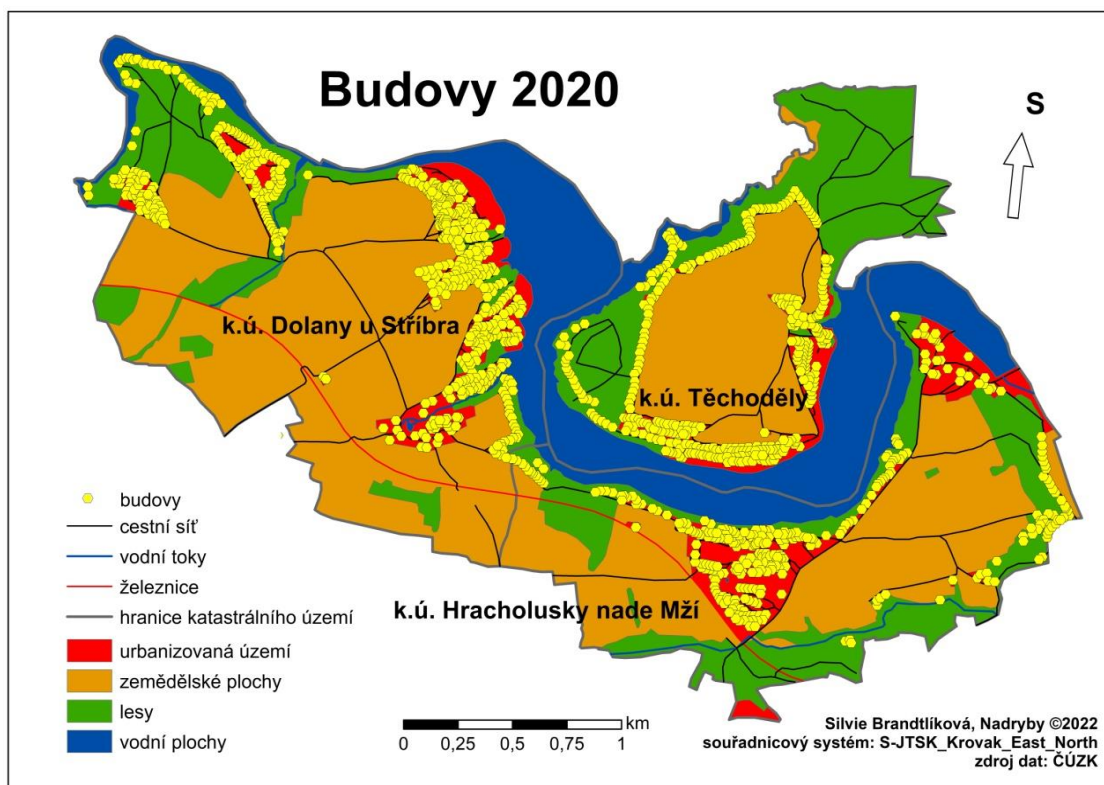 Budovy 2020
S
k.ú. Dolany u Stříbra
k.ú. Těchoděly
k.ú. Hracholusky nade Mží
budovy
cestní síť
vodní toky
železnice
hranice katastrálního území
urbanizovaná území
zemědělské plochy
lesy
vodní plochy
km
0 0,25 0,5 0,75 1
Silvie Brandtlíková, Nadryby ©2022
souřadnicový systém: S-JTSK_Krovak_East_North
zdroj dat: ČÚZK